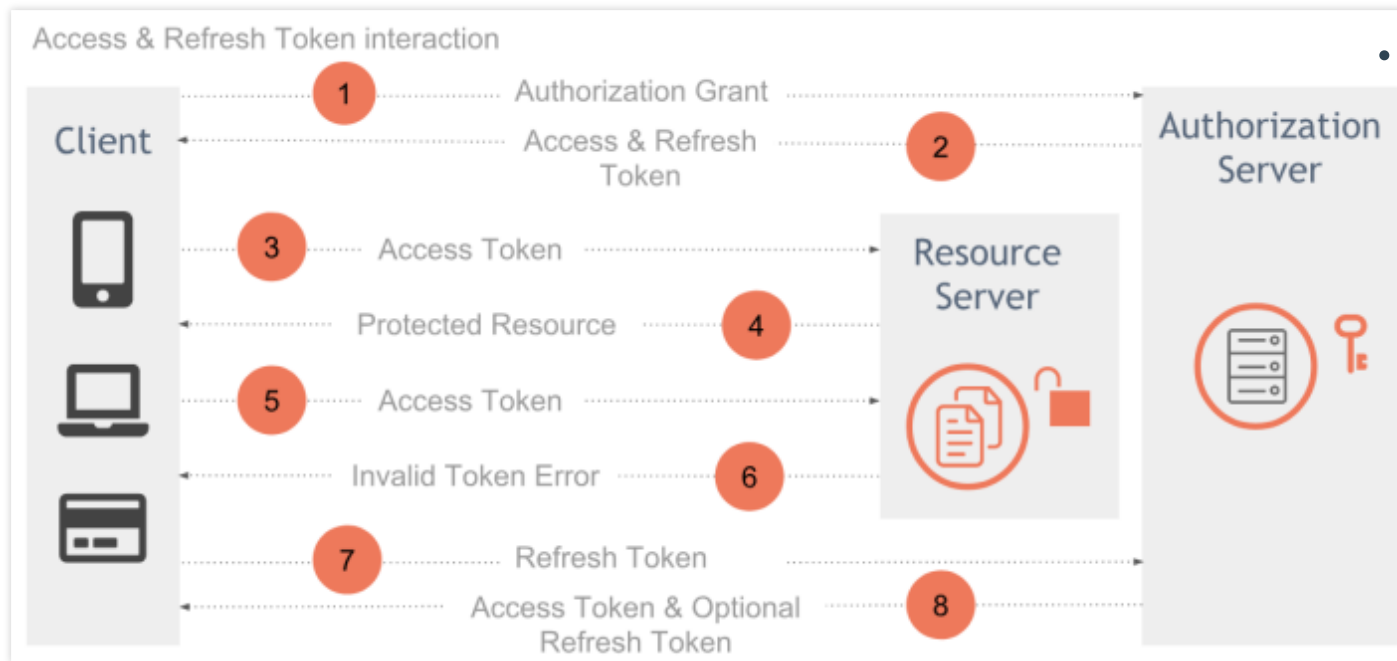 Access & Refresh Token interaction
1
Authorization Grant
Client
Access & Refresh
Token
2
Authorization
Server
3
Access Token
Resource
Server
Protected Resource
4
5
Access Token
Invalid Token Error
6
7
Refresh Token
Access Token & Optional
Refresh Token
8